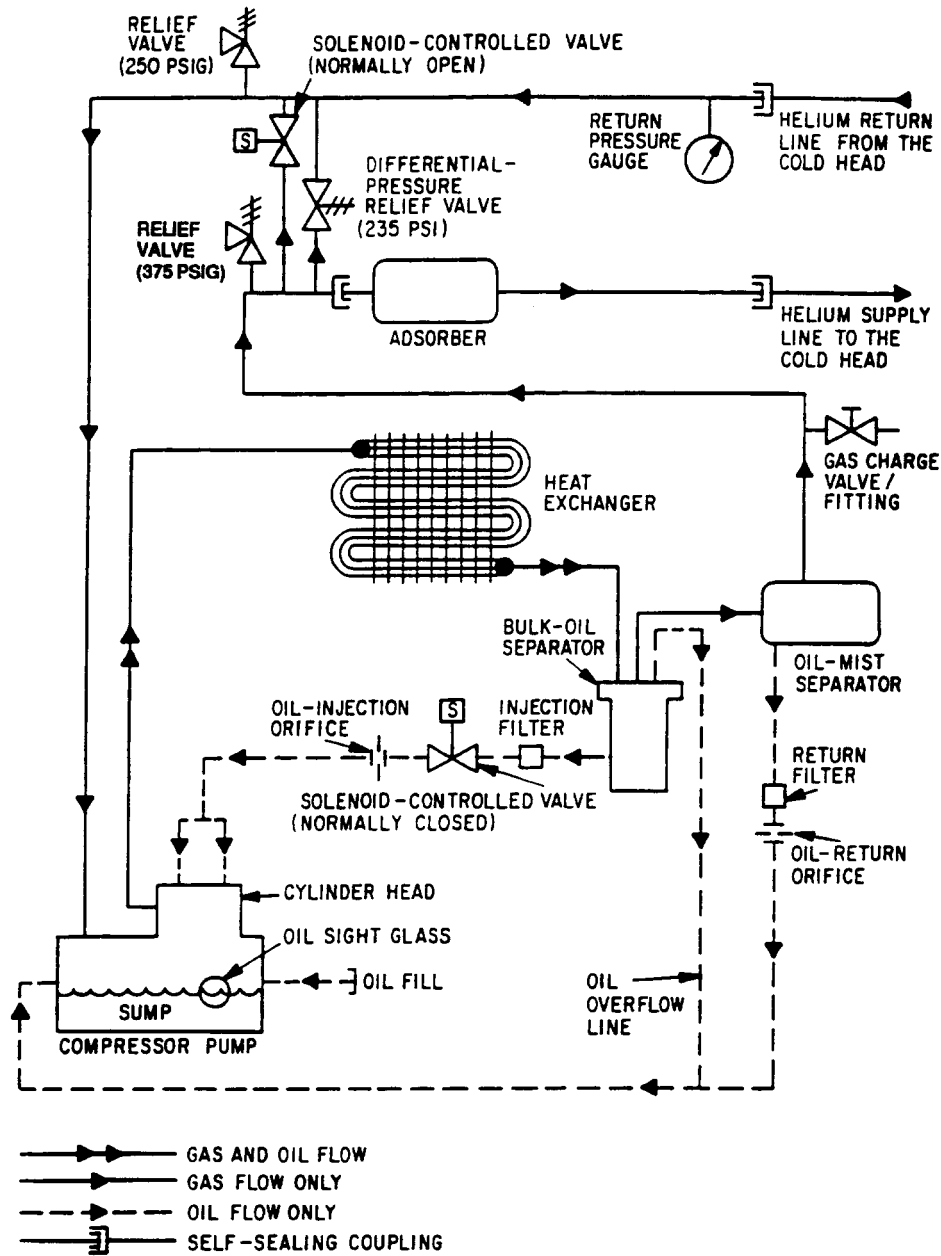 RELIEF
VALVE
(250 PSIG)
SOLENOID-CONTROLLED VALVE
(NORMALLY OPEN)
S
RETURN
PRESSURE
GAUGE
HELIUM RETURN
LINE FROM THE
COLD HEAD
DIFFERENTIAL-
PRESSURE
RELIEF VALVE
(235 PSI)
RELIEF
VALVE
(375 PSIG)
ADSORBER
HELIUM SUPPLY
LINE TO THE
COLD HEAD
HEAT
EXCHANGER
GAS CHARGE
VALVE/
FITTING
BULK-OIL
SEPARATOR
OIL-MIST
SEPARATOR
OIL-INJECTION
ORIFICE
S
INJECTION
FILTER
SOLENOID-CONTROLLED VALVE
(NORMALLY CLOSED)
RETURN
FILTER
OIL-RETURN
ORIFICE
CYLINDER HEAD
OIL SIGHT GLASS
OIL FILL
SUMP
COMPRESSOR PUMP
OIL
OVERFLOW
LINE
GAS AND OIL FLOW
GAS FLOW ONLY
OIL FLOW ONLY
SELF-SEALING COUPLING